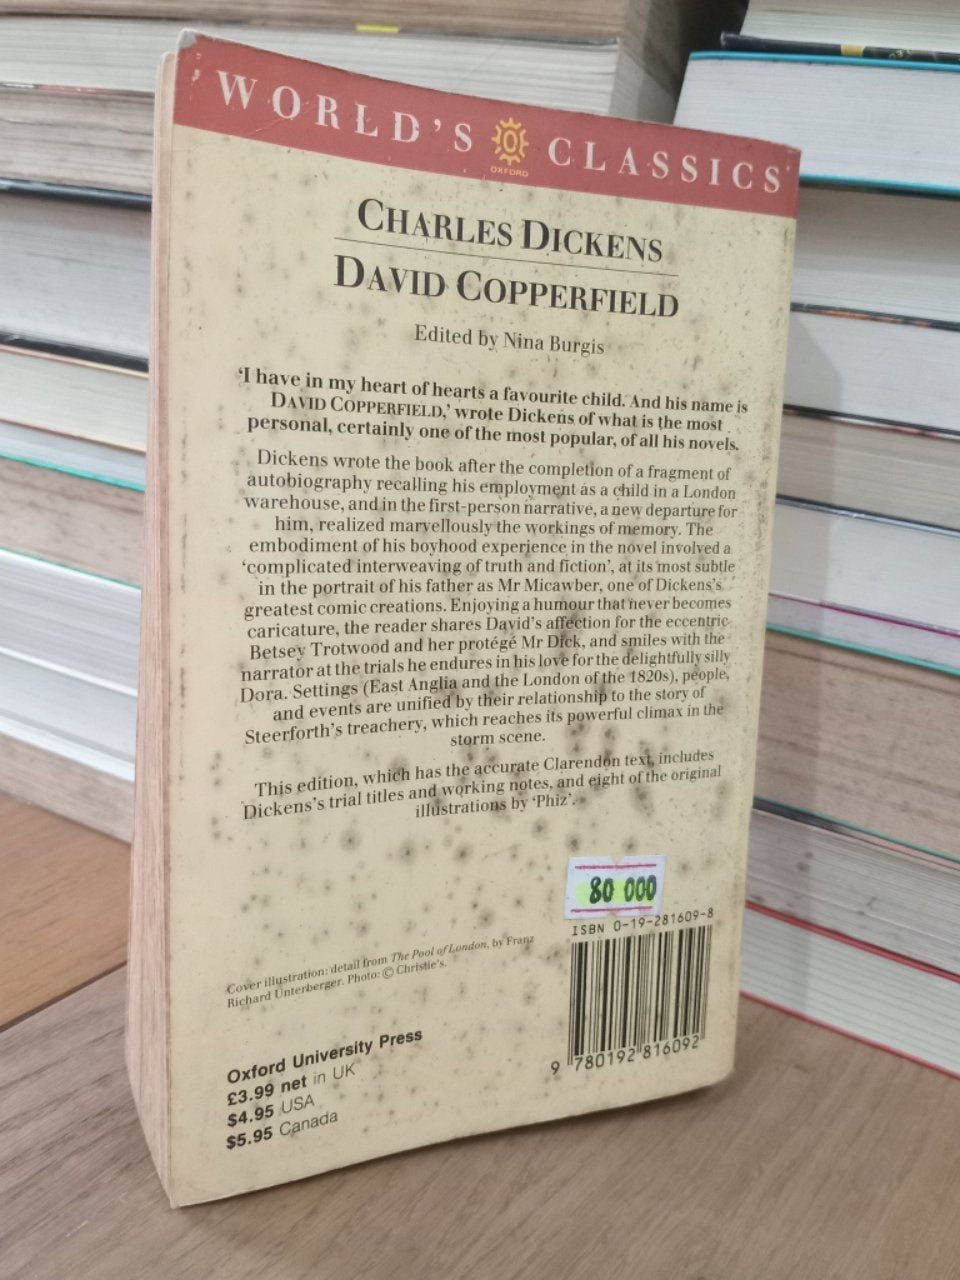 WORLD'S CLASSICS
OXFORD
CHARLES DICKENS
DAVID COPPERFIELD
Edited by Nina Burgis
'I have in my heart of hearts a favourite child. And his name is
DAVID COPPERFIELD,' wrote Dickens of what is the most
personal, certainly one of the most popular, of all his novels.
Dickens wrote the book after the completion of a fragment of
autobiography recalling his employment as a child in a London
warehouse, and in the first-person narrative, a new departure for
him, realized marvellously the workings of memory. The
embodiment of his boyhood experience in the novel involved a
'complicated interweaving of truth and fiction', at its most subtle
in the portrait of his father as Mr Micawber, one of Dickens's
greatest comic creations. Enjoying a humour that never becomes
caricature, the reader shares David's affection for the eccentric
Betsey Trotwood and her protégé Mr Dick, and smiles with the
narrator at the trials he endures in his love for the delightfully silly
Dora. Settings (East Anglia and the London of the 1820s), people,
and events are unified by their relationship to the story of
Steerforth's treachery, which reaches its powerful climax in the
storm scene.
This edition, which has the accurate Clarendon text, includes
Dickens's trial titles and working notes, and eight of the original
illustrations by 'Phiz'.
80 000
ISBN 0-19-281609-8
Cover illustration: detail from The Pool of London, by Franz
Richard Unterberger. Photo: © Christie's.
Oxford University Press
£3.99 net in UK
$4.95 USA
$5.95 Canada
9 780192 816092